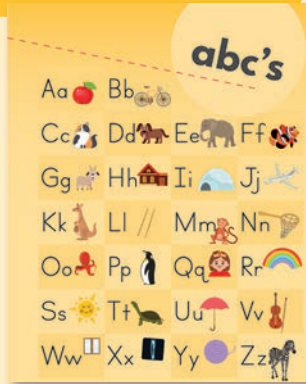 abc's
Aa Bb
Cc Dd Ee Ff
Gg Hh Ii Jj
Kk Ll Mm Nn
Oo Pp Qq Rr
Ss Tt Uu Vv
Ww Xx Yy Zz